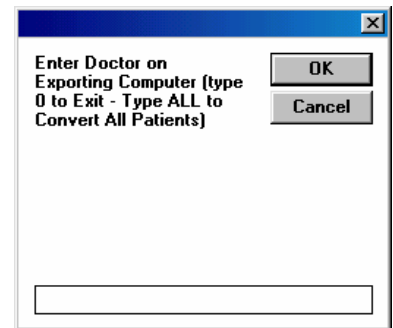 Enter Doctor on
Exporting Computer (type
0 to Exit - Type ALL to
Convert All Patients)
OK
Cancel